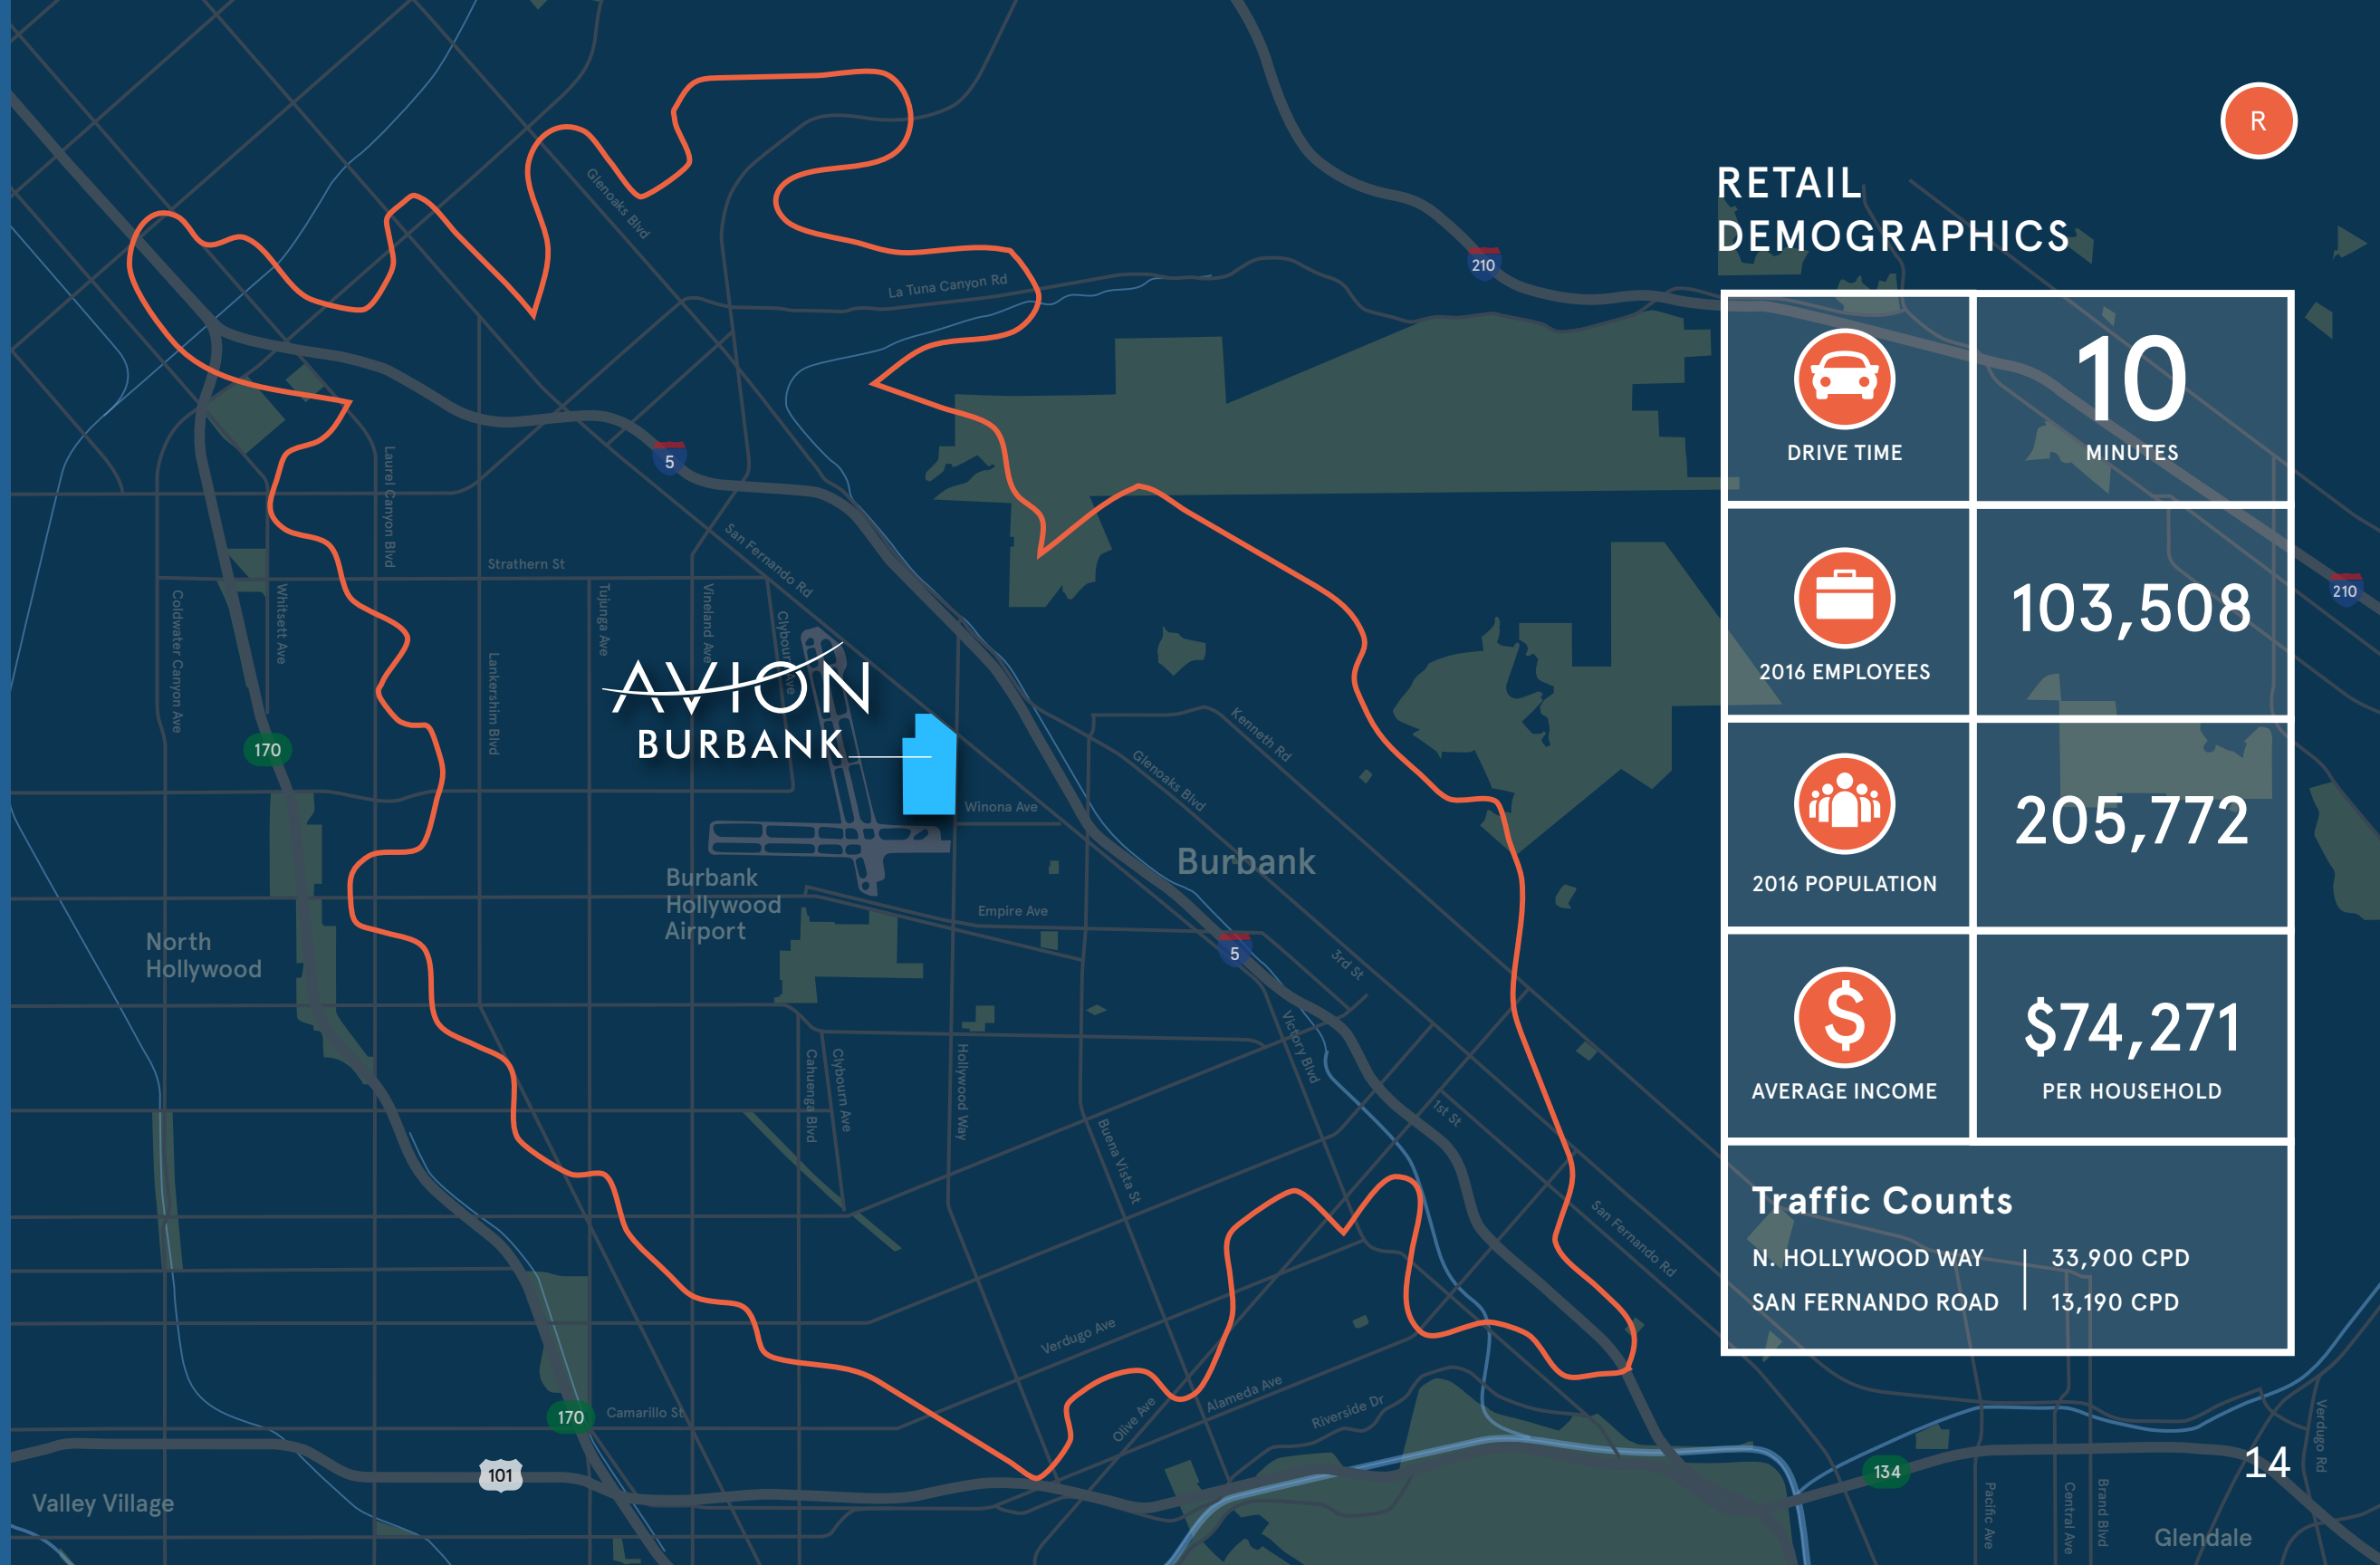 R
RETAIL
DEMOGRAPHICS
DRIVE TIME
10
MINUTES
2016 EMPLOYEES
103,508
2016 POPULATION
205,772
AVERAGE INCOME
$74,271
PER HOUSEHOLD
Traffic Counts
N. HOLLYWOOD WAY
33,900 CPD
SAN FERNANDO ROAD
13,190 CPD
14
Glenoaks Blvd
La Tuna Canyon Rd
210
210
5
Laurel Canyon Blvd
San Fernando Rd
Strathern St
Coldwater Canyon Ave
Whitsett Ave
Tujunga Ave
Vineland Ave
Clybourn Ave
Lankershim Blvd
AVION
BURBANK
170
Kenneth Rd
Glenoaks Blvd
Winona Ave
Burbank
Burbank
Hollywood
Airport
Empire Ave
North
Hollywood
5
3rd St
Victory Blvd
Cahuenga Blvd
Clybourn Ave
Hollywood Way
1st St
Buena Vista St
San Fernando Rd
Verdugo Ave
Olive Ave
Alameda Ave
Riverside Dr
170
Camarillo St
101
Valley Village
134
Verdugo Rd
Pacific Ave
Central Ave
Brand Blvd
Glendale